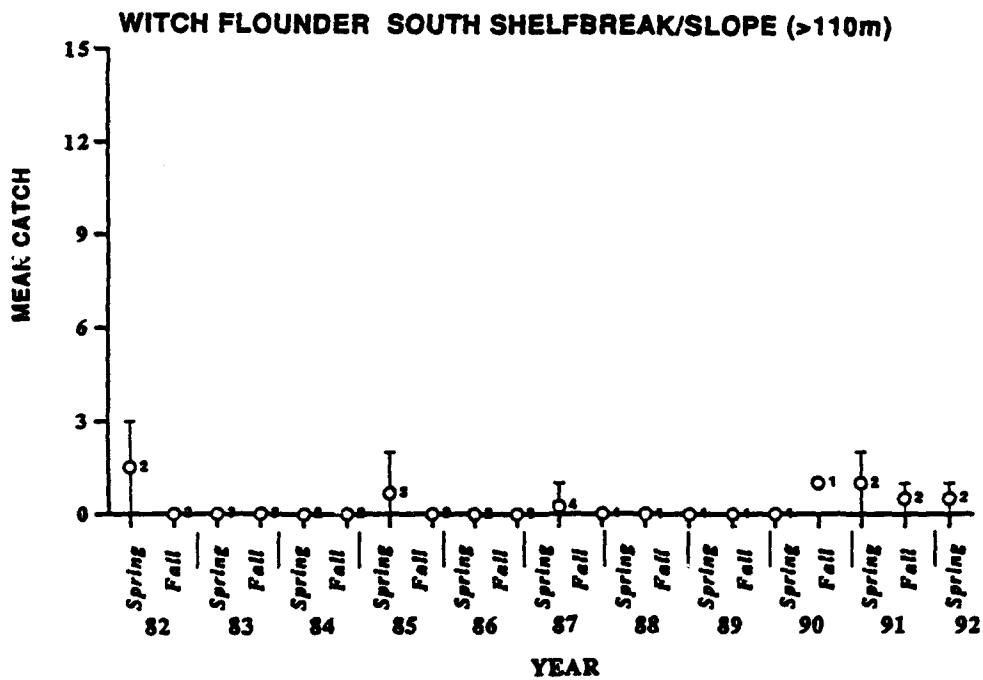 WITCH FLOUNDER SOUTH SHELFBREAK/SLOPE (>110m)
15
12
9
6
3
0
MEAN CATCH
2
3
4
1
2
2
2
Spring Fall Spring Fall Spring Fall Spring Fall Spring Fall Spring Fall Spring Fall Spring Fall Spring Fall Spring Fall Spring
82 83 84 85 86 87 88 89 90 91 92
YEAR